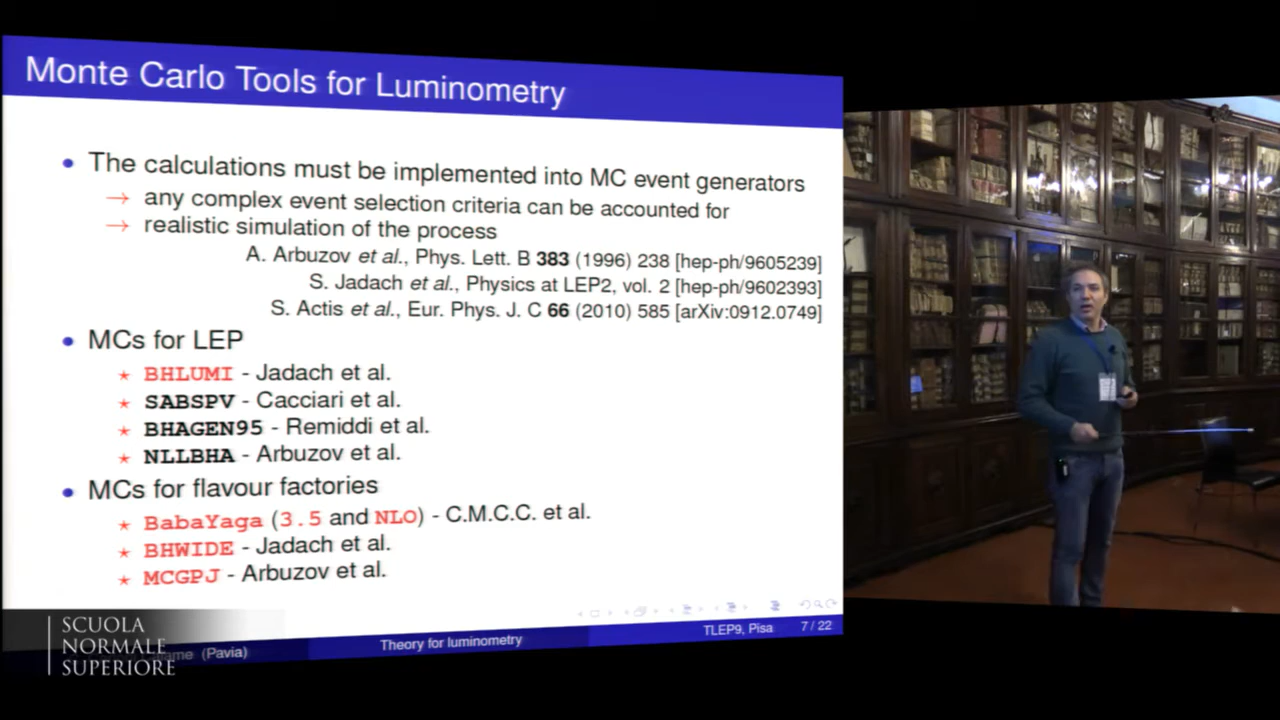 Monte Carlo Tools for Luminometry
The calculations must be implemented into MC event generators
→ any complex event selection criteria can be accounted for
→ realistic simulation of the process
A. Arbuzov et al., Phys. Lett. B 383 (1996) 238 [hep-ph/9605239]
S. Jadach et al., Physics at LEP2, vol. 2 [hep-ph/9602393]
S. Actis et al., Eur. Phys. J. C 66 (2010) 585 [arXiv:0912.0749]
MCs for LEP
BHLUMI - Jadach et al.
SABSPV - Cacciari et al.
BHAGEN95 - Remiddi et al.
NLLBHA - Arbuzov et al.
MCs for flavour factories
BabaYaga (3.5 and NLO) - C.M.C.C. et al.
BHWIDE - Jadach et al.
MCGPJ - Arbuzov et al.
(Pavia)
Theory for luminometry
TLEP9, Pisa
7 / 22
SCUOLA
NORMALE
SUPERIORE